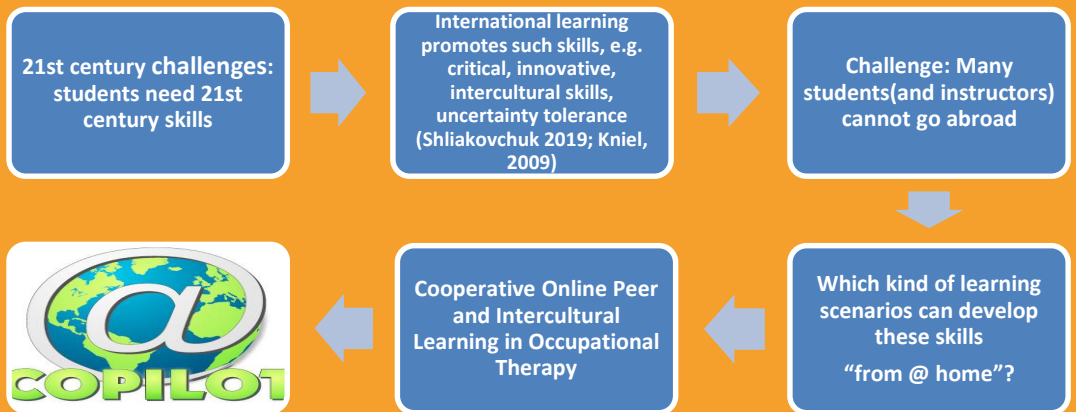 21st century challenges:
students need 21st
century skills
International learning
promotes such skills, e.g.
critical, innovative,
intercultural skills,
uncertainty tolerance
(Shliakovchuk 2019; Kniel,
2009)
Challenge: Many
students(and instructors)
cannot go abroad
Which kind of learning
scenarios can develop
these skills
“from @ home”?
Cooperative Online Peer
and Intercultural
Learning in Occupational
Therapy
@
COPILOT